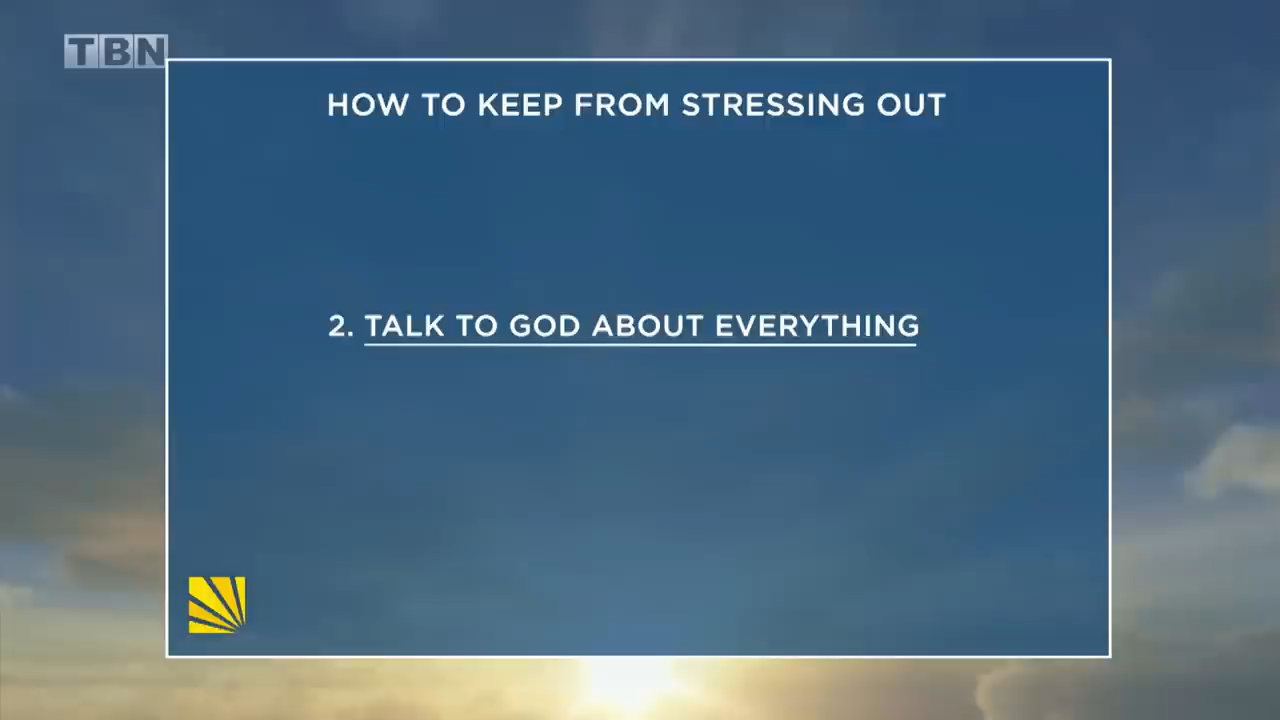 TBN
HOW TO KEEP FROM STRESSING OUT
2. TALK TO GOD ABOUT EVERYTHING